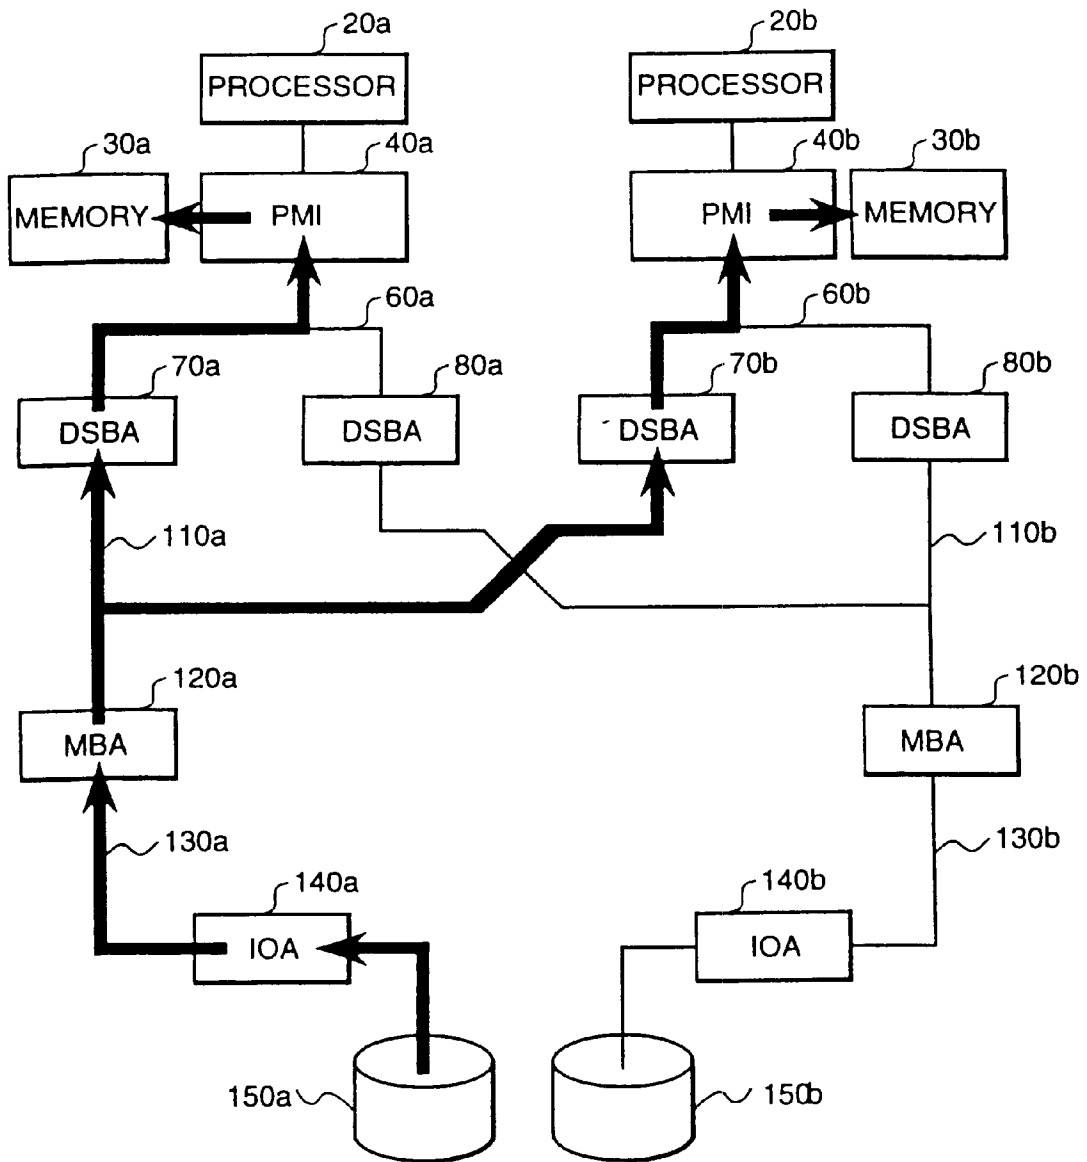 20a
20b
PROCESSOR
PROCESSOR
30a
40a
40b
30b
MEMORY
PMI
PMI
MEMORY
60a
60b
70a
80a
70b
80b
DSBA
DSBA
DSBA
DSBA
110a
110b
120a
120b
MBA
MBA
130a
130b
140a
140b
IOA
IOA
150a
150b